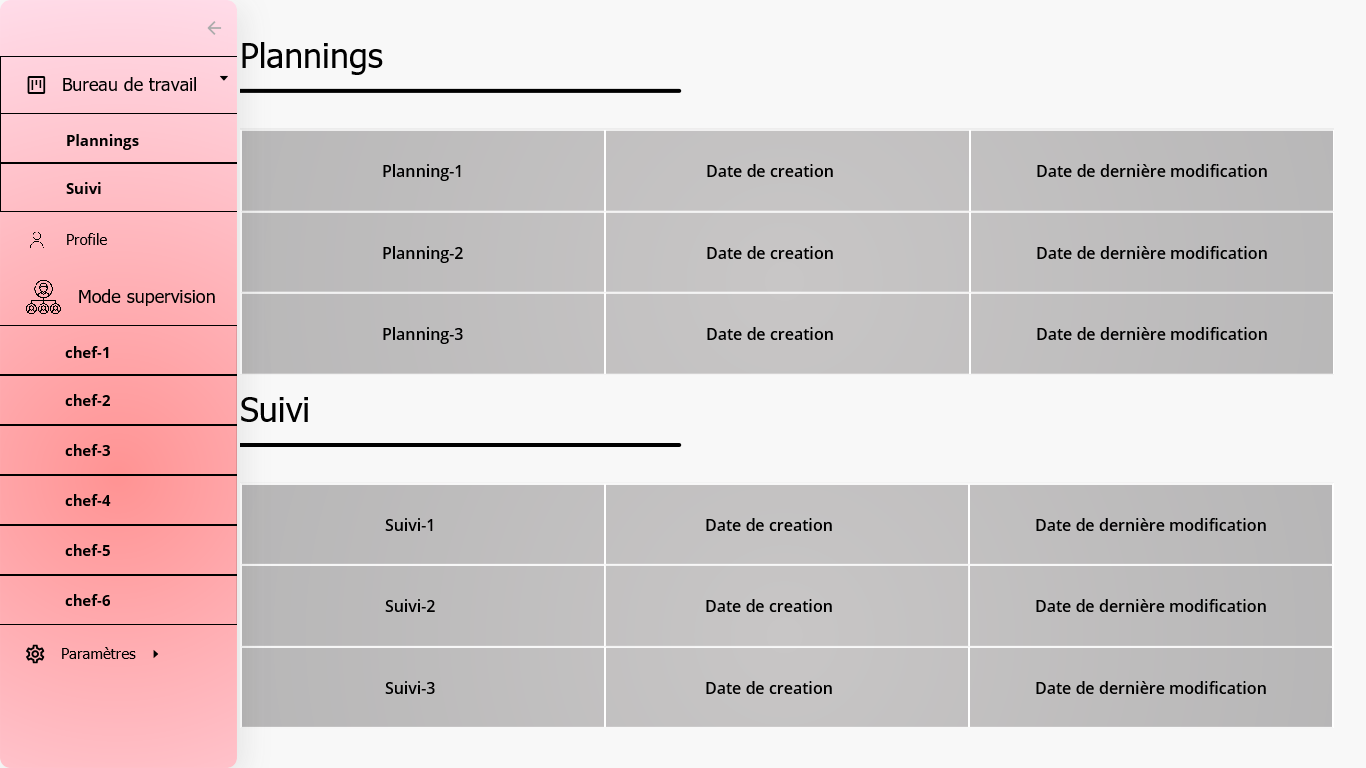 Bureau de travail
Plannings
Suivi
Profile
Mode supervision
chef-1
chef-2
chef-3
chef-4
chef-5
chef-6
Paramètres
Plannings
Planning-1 Date de creation Date de dernière modification
Planning-2 Date de creation Date de dernière modification
Planning-3 Date de creation Date de dernière modification
Suivi
Suivi-1 Date de creation Date de dernière modification
Suivi-2 Date de creation Date de dernière modification
Suivi-3 Date de creation Date de dernière modification